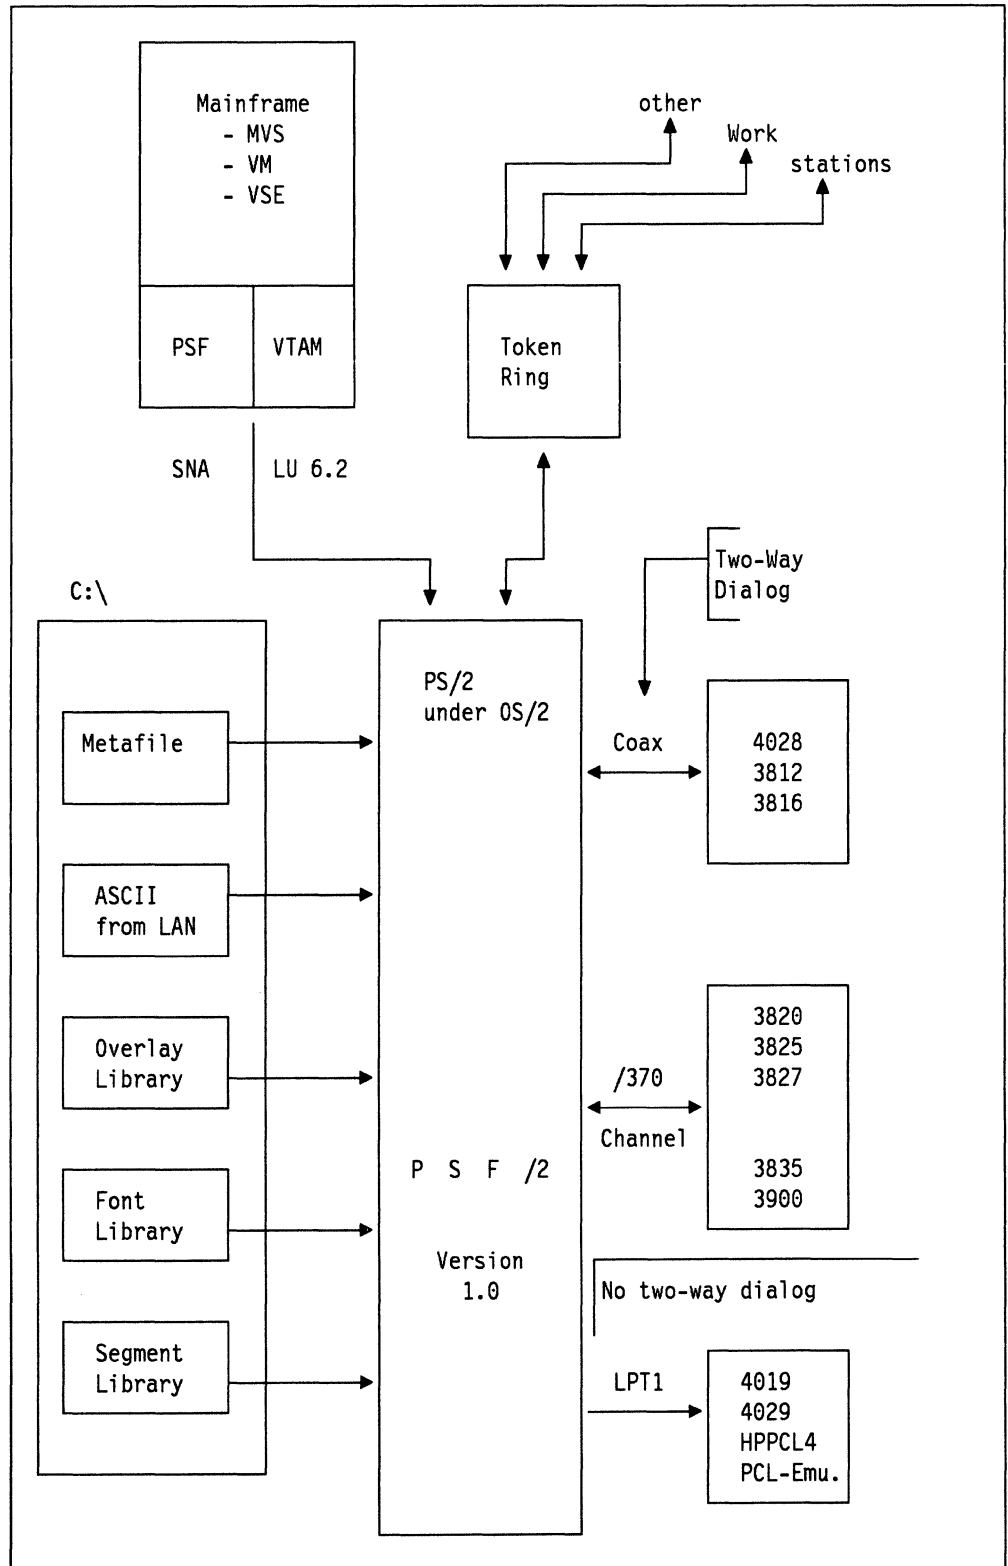 Mainframe
- MVS
- VM
- VSE
PSF
VTAM
SNA
LU 6.2
other
Work
stations
Token
Ring
Two-Way
Dialog
C:\
Metafile
ASCII
from LAN
Overlay
Library
Font
Library
Segment
Library
PS/2
under OS/2
P S F /2
Version
1.0
Coax
4028
3812
3816
/370
Channel
3820
3825
3827
3835
3900
No two-way dialog
LPT1
4019
4029
HPPCL4
PCL-Emu.